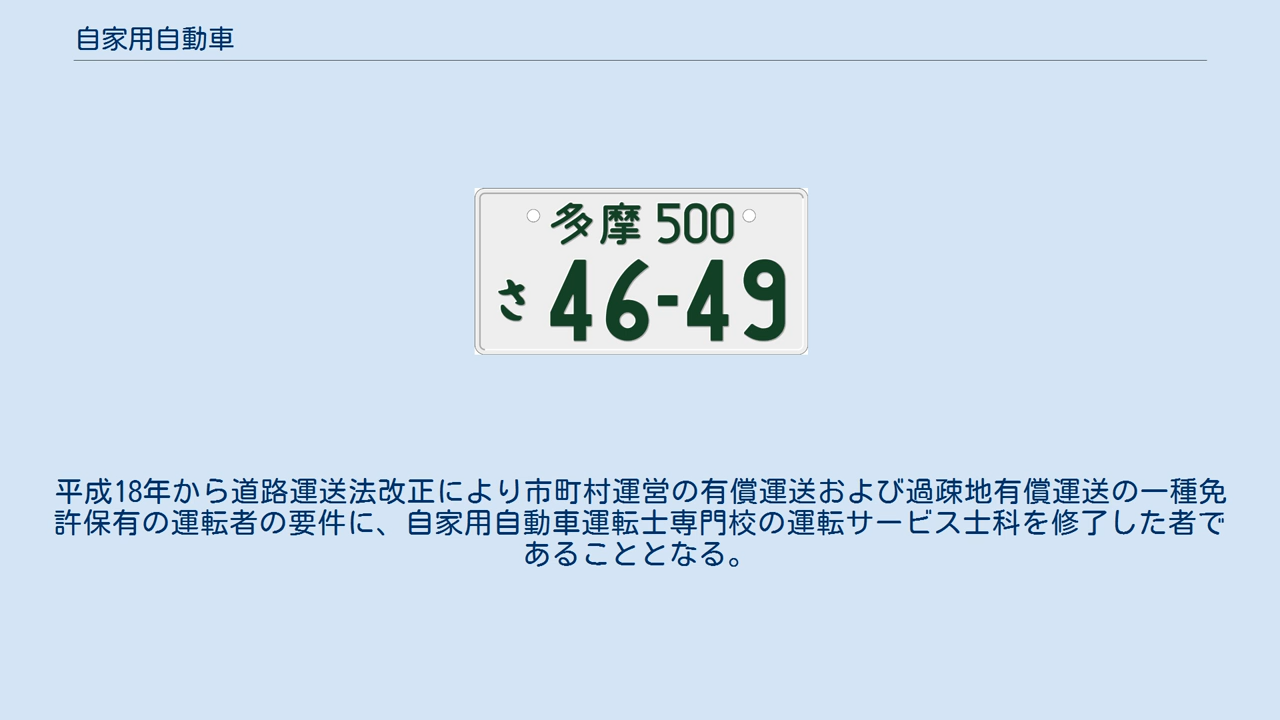 自家用自動車
多摩 500
さ 46-49
平成18年から道路運送法改正により市町村運営の有償運送および過疎地有償運送の一種免
許保有の運転者の要件に、自家用自動車運転士専門校の運転サービス士科を修了した者で
あることとなる。